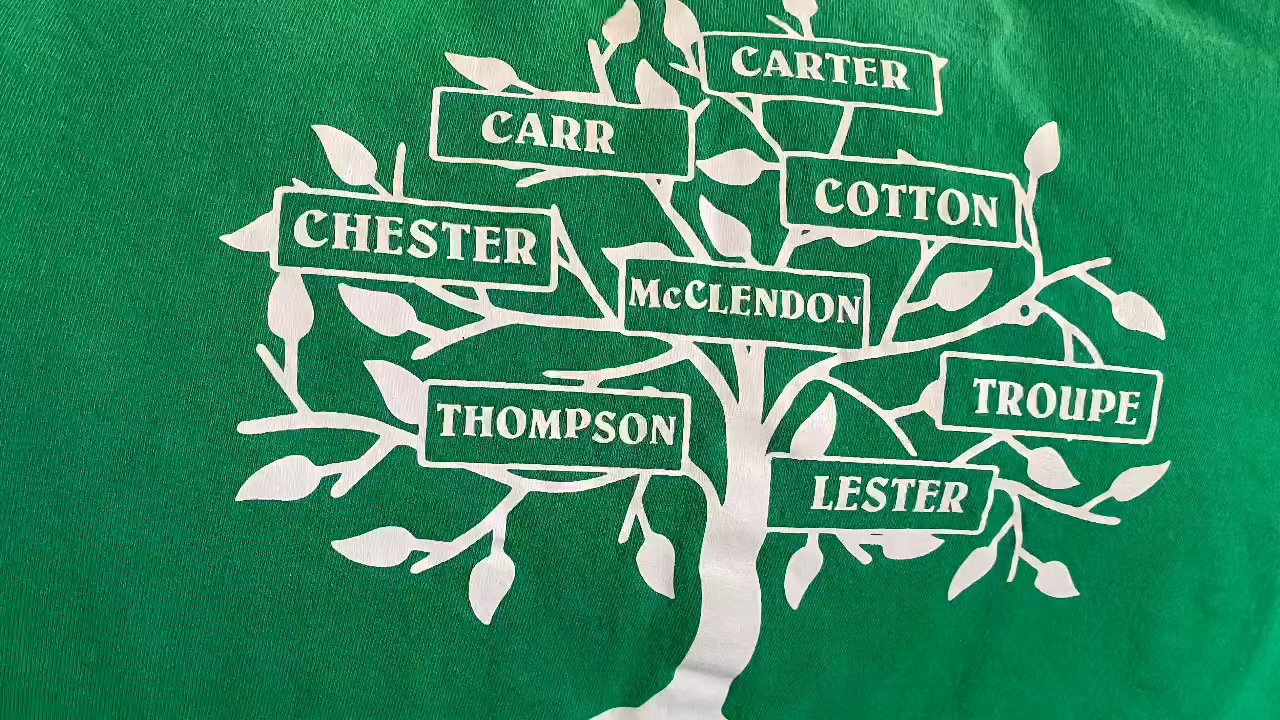 CARTER
CARR
COTTON
CHESTER
McCLENDON
TROUPE
THOMPSON
LESTER